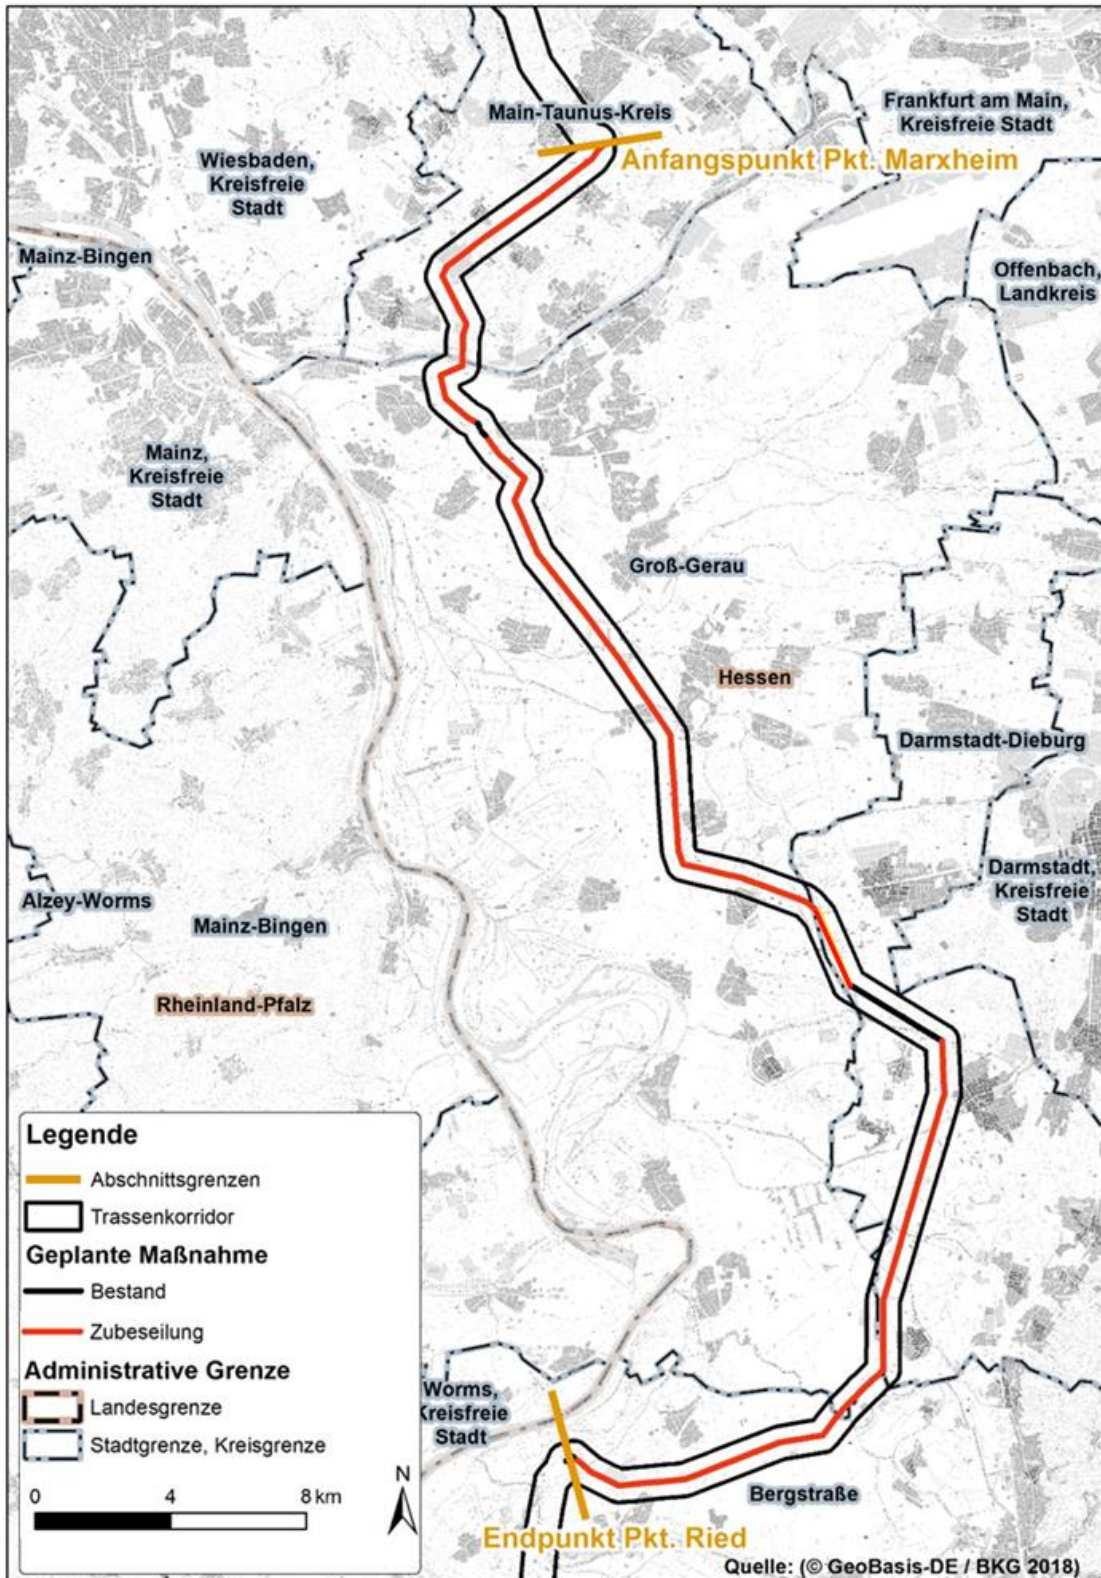 Main-Taunus-Kreis
Frankfurt am Main,
Kreisfreie Stadt
Anfangspunkt Pkt. Marxheim
Wiesbaden,
Kreisfreie
Stadt
Mainz-Bingen
Offenbach,
Landkreis
Mainz,
Kreisfreie
Stadt
Groß-Gerau
Hessen
Darmstadt-Dieburg
Darmstadt,
Kreisfreie
Stadt
Alzey-Worms
Mainz-Bingen
Rheinland-Pfalz
Legende
Abschnittsgrenzen
Trassenkorridor
Geplante Maßnahme
Bestand
Zubeseilung
Administrative Grenze
Landesgrenze
Stadtgrenze, Kreisgrenze
0 4 8 km
N
Worms,
Kreisfreie
Stadt
Bergstraße
Endpunkt Pkt. Ried
Quelle: (© GeoBasis-DE / BKG 2018)